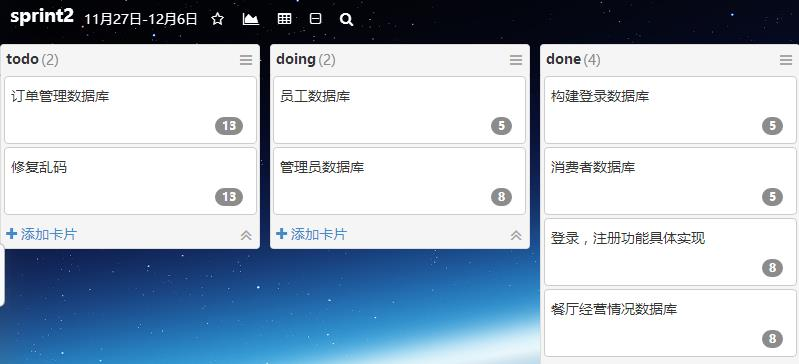 sprint2 11月27日-12月6日
todo(2)
订单管理数据库
13
修复乱码
13
添加卡片
doing(2)
员工数据库
5
管理员数据库
8
添加卡片
done(4)
构建登录数据库
5
消费者数据库
5
登录，注册功能具体实现
8
餐厅经营情况数据库
8